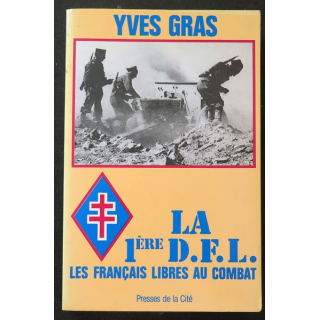 YVES GRAS
LA
1ÈRE D.F.L.
LES FRANÇAIS LIBRES AU COMBAT
Presses de la Cité